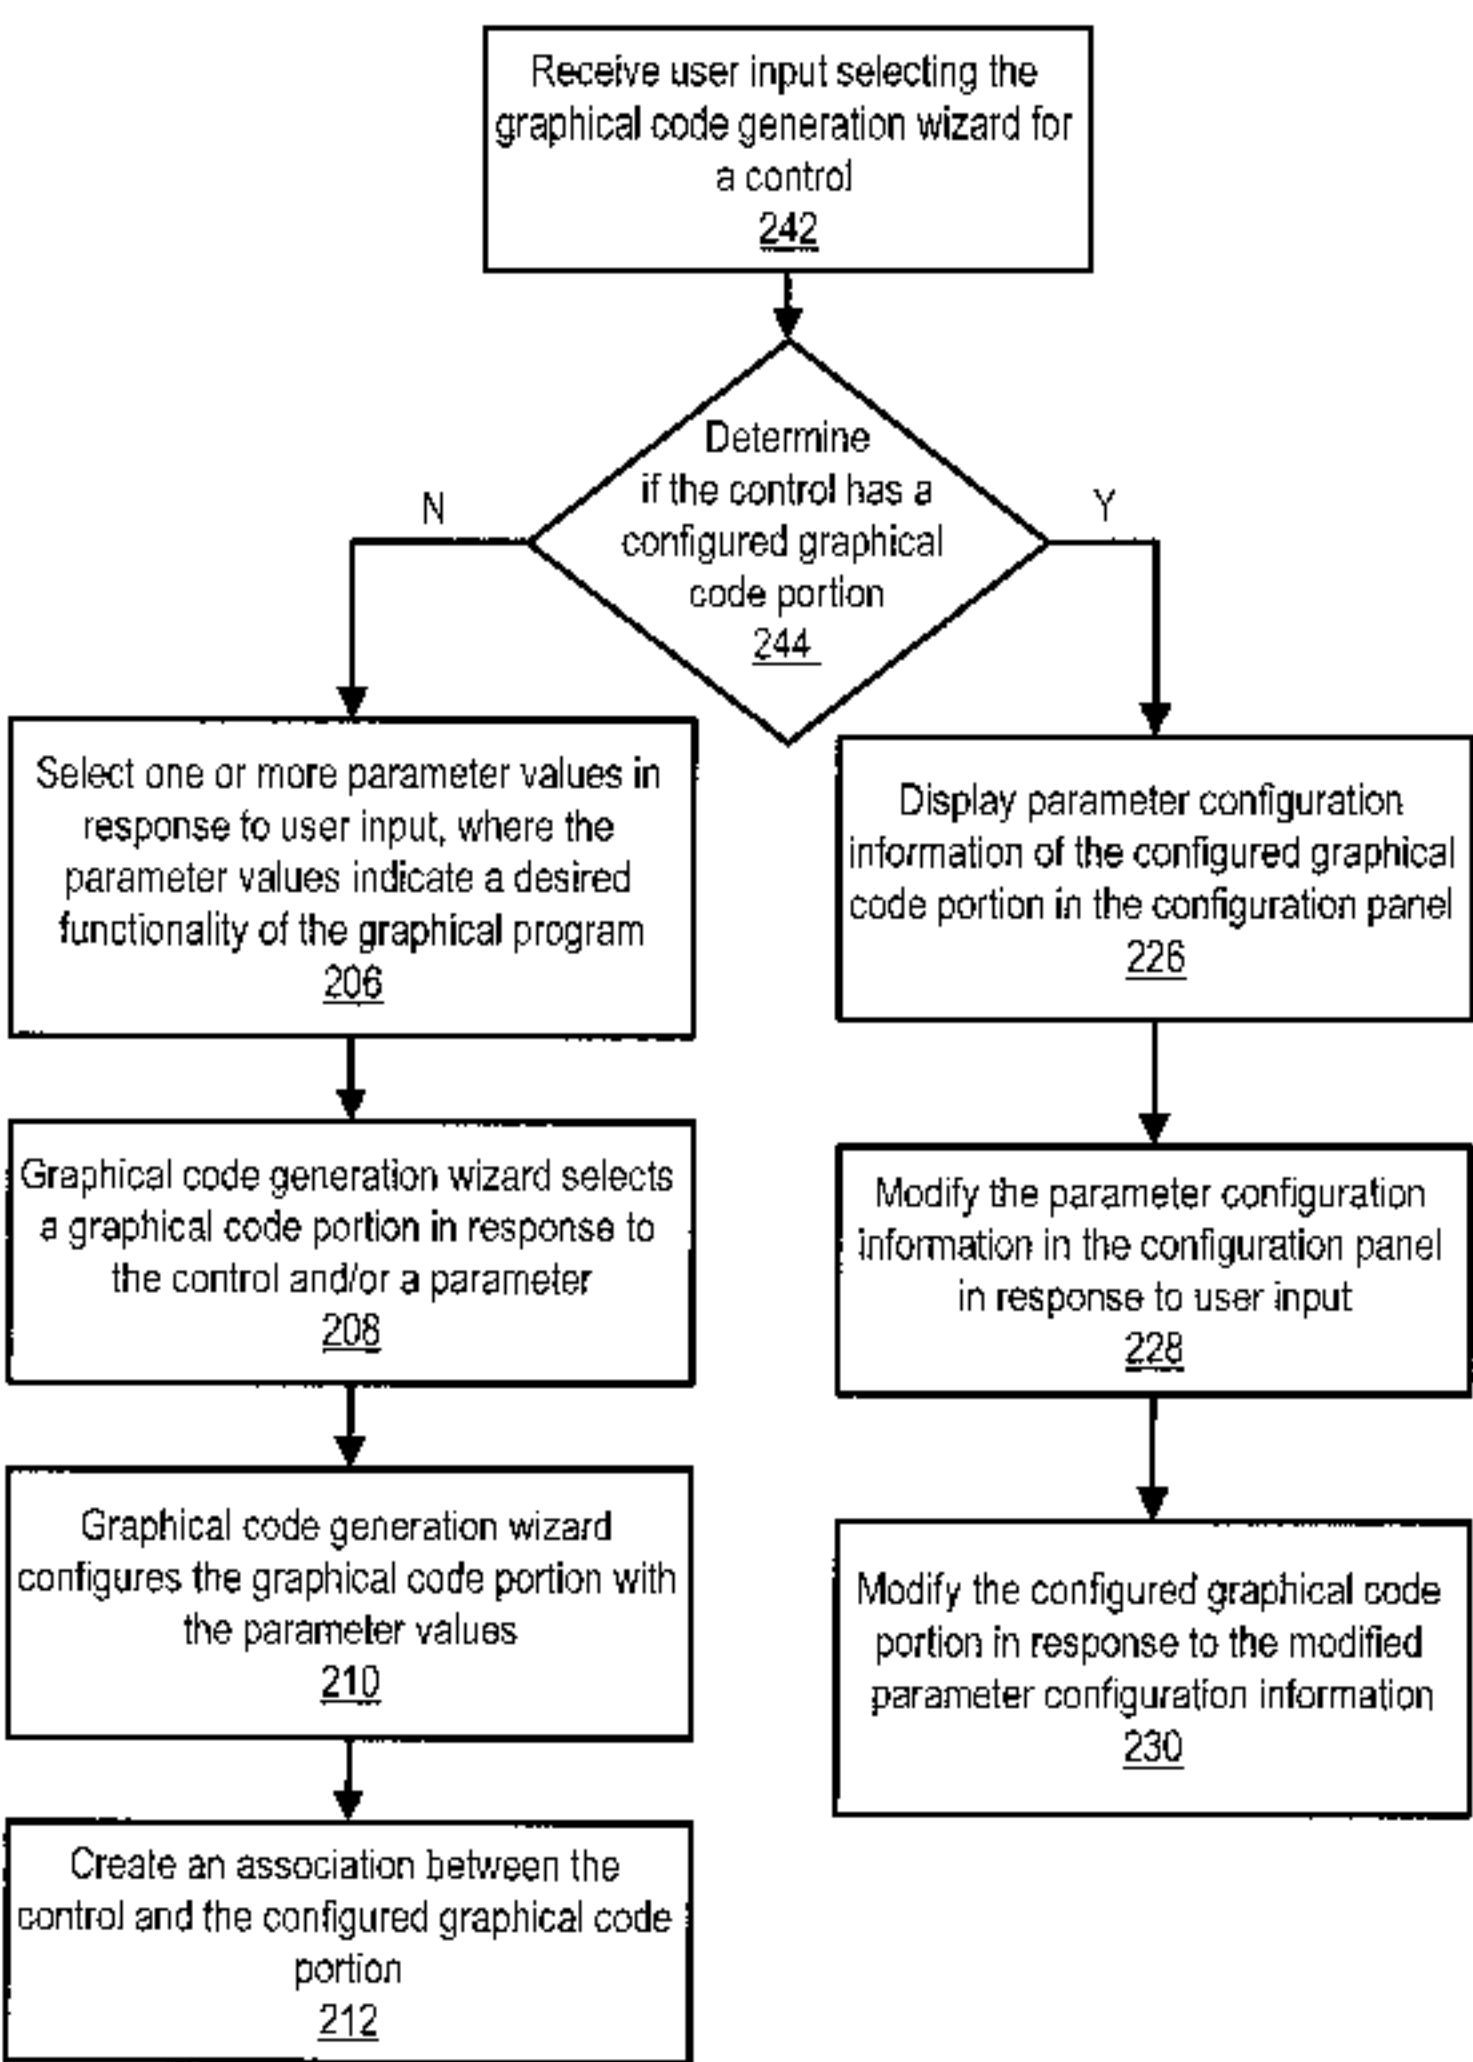 Receive user input selecting the
graphical code generation wizard for
a control
242
Determine
if the control has a
configured graphical
code portion
244
N
Y
Select one or more parameter values in
response to user input, where the
parameter values indicate a desired
functionality of the graphical program
206
Graphical code generation wizard selects
a graphical code portion in response to
the control and/or a parameter
208
Graphical code generation wizard
configures the graphical code portion with
the parameter values
210
Create an association between the
control and the configured graphical code
portion
212
Display parameter configuration
information of the configured graphical
code portion in the configuration panel
226
Modify the parameter configuration
information in the configuration panel
in response to user input
228
Modify the configured graphical code
portion in response to the modified
parameter configuration information
230